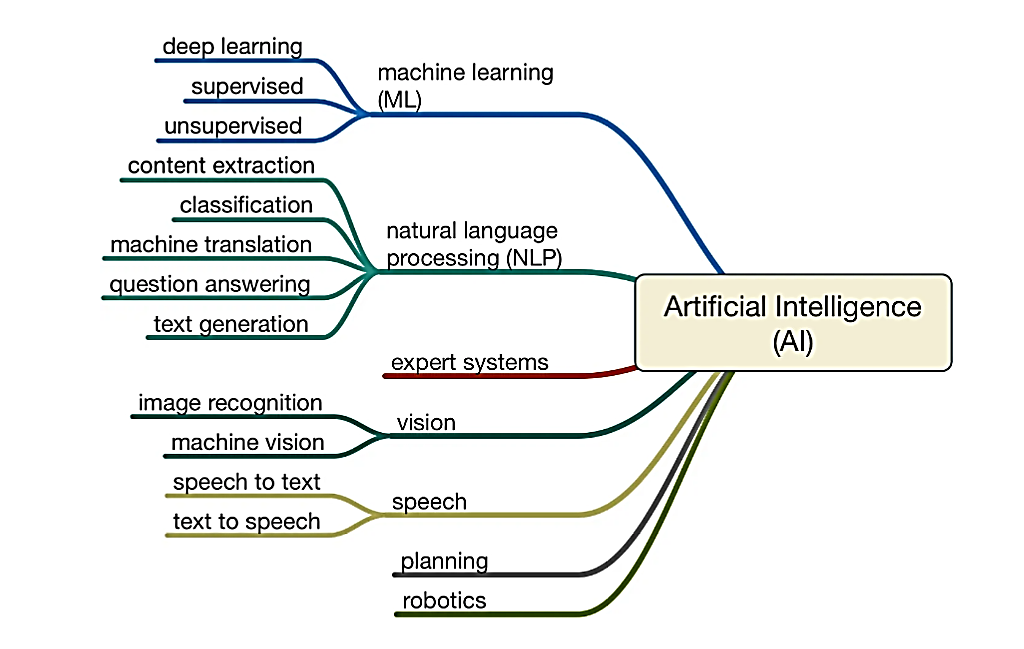 deep learning
supervised
unsupervised
machine learning
(ML)
content extraction
classification
machine translation
question answering
text generation
natural language
processing (NLP)
expert systems
image recognition
machine vision
vision
speech to text
text to speech
speech
planning
robotics
Artificial Intelligence
(AI)